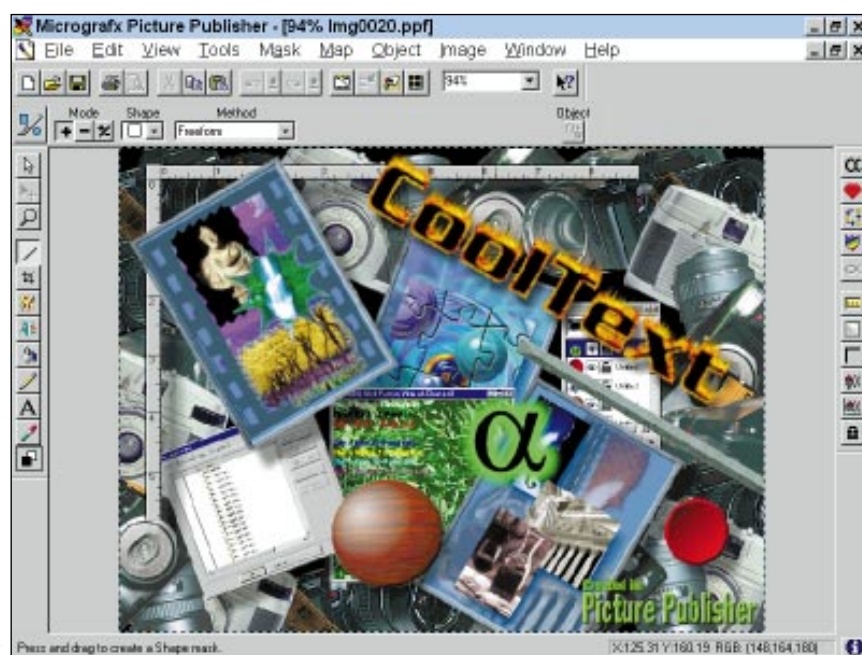 Micrografx Picture Publisher - [94% Img0020.ppf]
File Edit View Tools Mask Map Object Image Window Help
94%
Mode Shape Method Object
Freeform
CoolText
α
Created in:
Picture Publisher
Press and drag to create a Shape mask. X:125.31 Y:160.19 RGB: (148,164,180)